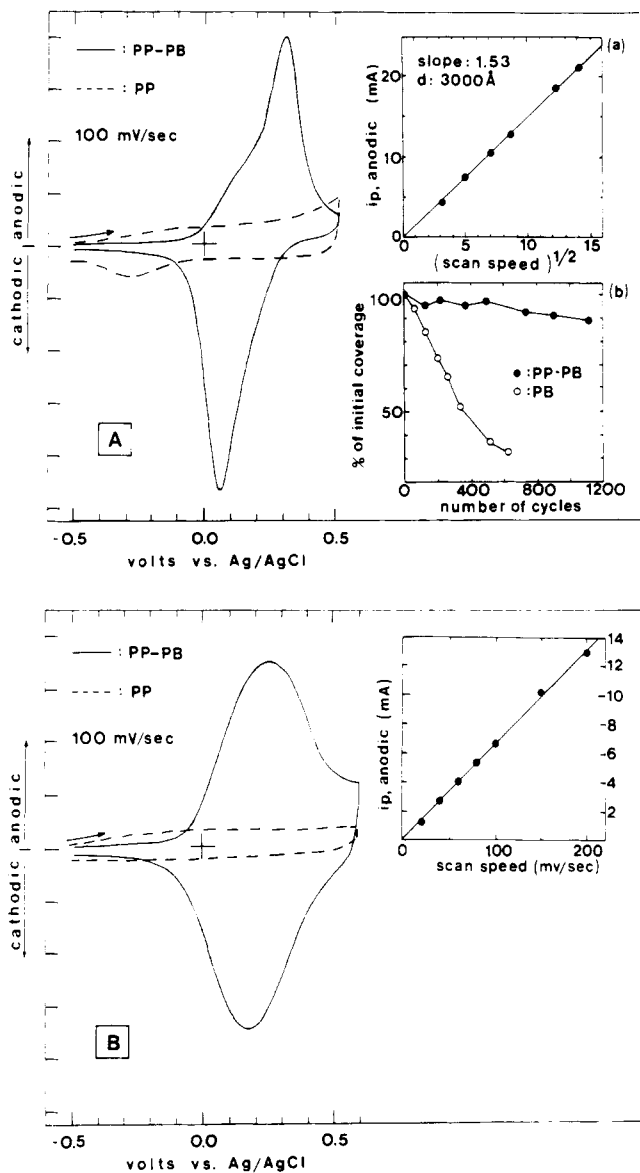 — : PP-PB
--- : PP
100 mV/sec
cathodic anodic
A
-0.5 0.0 0.5
volts vs. Ag/AgCl
(a)
slope: 1.53
d: 3000Å
ip, anodic (mA)
20
10
0
0 5 10 15
(scan speed)1/2
(b)
% of initial coverage
100
50
●:PP-PB
○:PB
0 400 800 1200
number of cycles
— : PP-PB
--- : PP
100 mV/sec
cathodic anodic
B
-0.5 0.0 0.5
volts vs. Ag/AgCl
ip, anodic (mA)
14
-12
-10
-8
-6
-4
-2
0 100 200
scan speed (mv/sec)